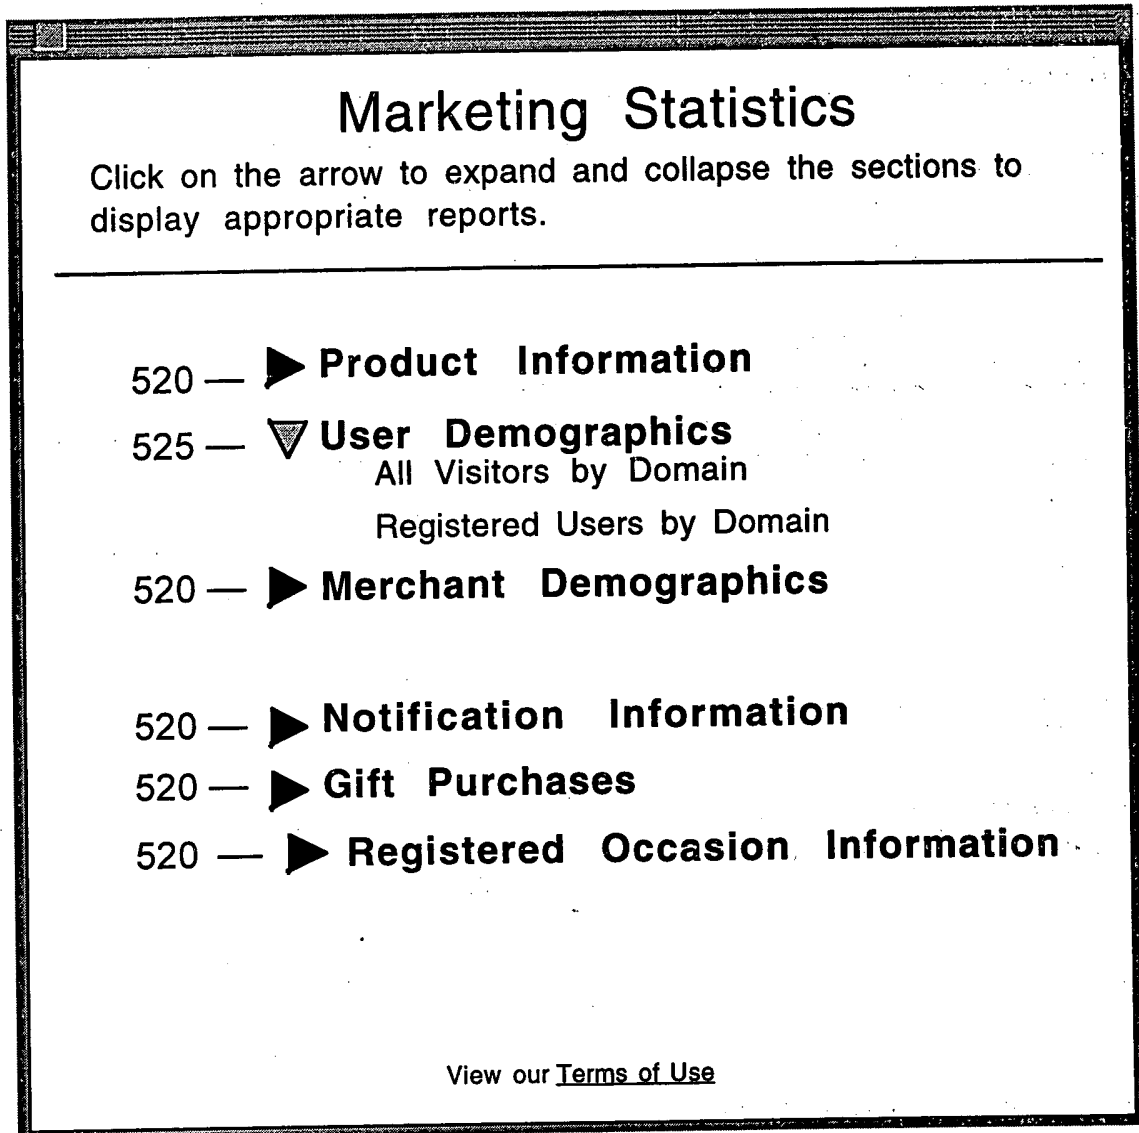 Marketing Statistics
Click on the arrow to expand and collapse the sections to
display appropriate reports.
520 — ▶ Product Information
525 — ▽ User Demographics
All Visitors by Domain
Registered Users by Domain
520 — ▶ Merchant Demographics
520 — ▶ Notification Information
520 — ▶ Gift Purchases
520 — ▶ Registered Occasion Information
View our Terms of Use